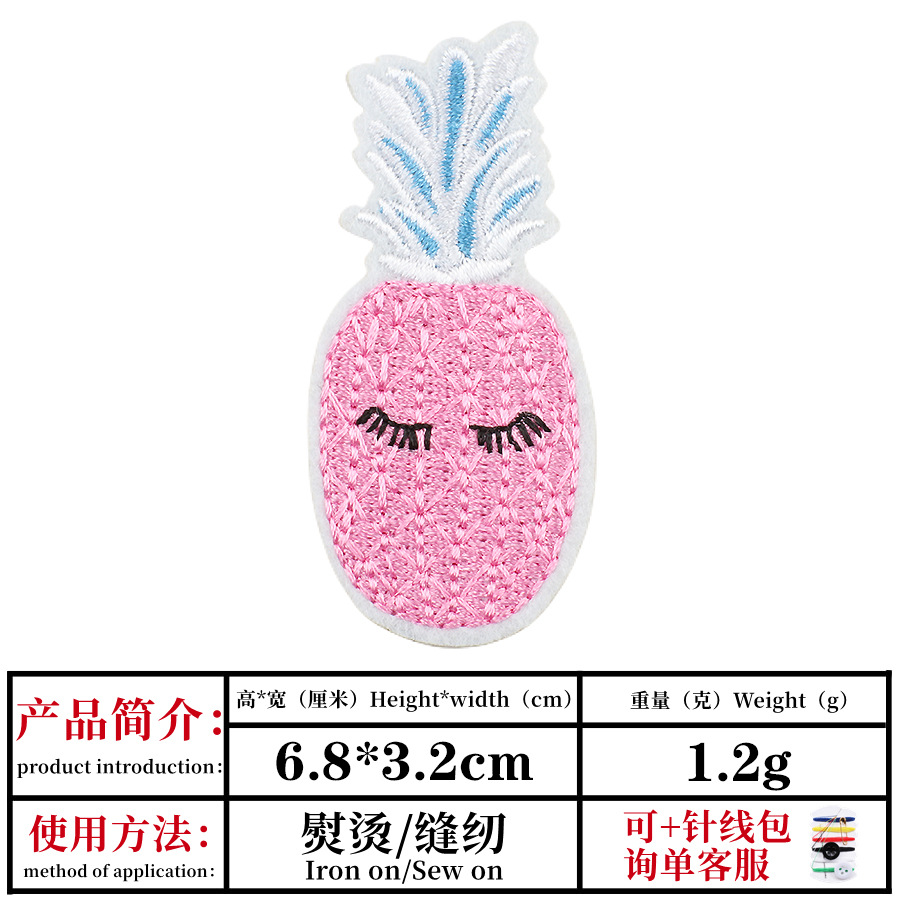 产品简介：
product introduction：
高*宽（厘米）Height*width（cm）
重量（克）Weight（g）
6.8*3.2cm
1.2g
使用方法：
method of application：
熨烫/缝纫
Iron on/Sew on
可+针线包
询单客服